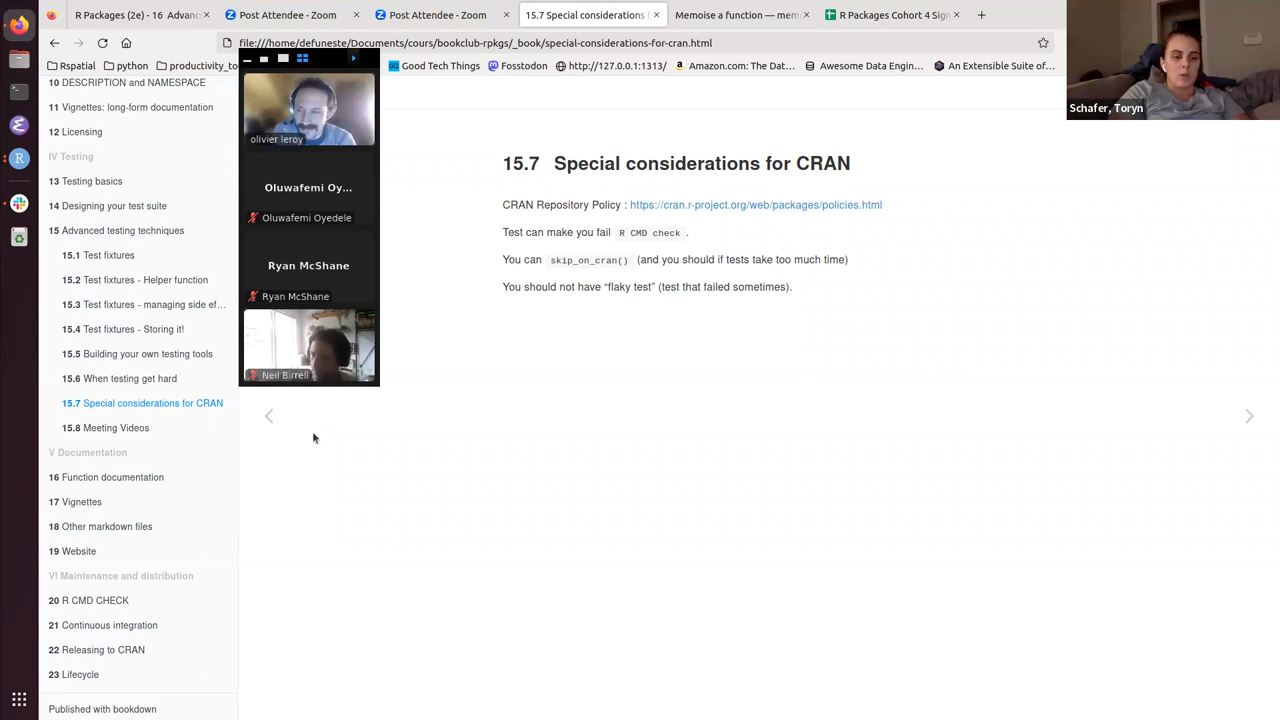 R Packages (2e) - 16 Advanc
Post Attendee - Zoom
Post Attendee - Zoom
15.7 Special considerations f
Memoise a function — mem
R Packages Cohort 4 Sign
file:///home/defuneste/Documents/cours/bookclub-rpkgs/_book/special-considerations-for-cran.html
Rspatial
python
productivity_to
Good Tech Things
Fosstodon
http://127.0.0.1:1313/
Amazon.com: The Dat…
Awesome Data Engin…
An Extensible Suite of…
Schafer, Toryn
10 DESCRIPTION and NAMESPACE
11 Vignettes: long-form documentation
12 Licensing
IV Testing
13 Testing basics
14 Designing your test suite
15 Advanced testing techniques
15.1 Test fixtures
15.2 Test fixtures - Helper function
15.3 Test fixtures - managing side ef…
15.4 Test fixtures - Storing it!
15.5 Building your own testing tools
15.6 When testing get hard
15.7 Special considerations for CRAN
15.8 Meeting Videos
V Documentation
16 Function documentation
17 Vignettes
18 Other markdown files
19 Website
VI Maintenance and distribution
20 R CMD CHECK
21 Continuous integration
22 Releasing to CRAN
23 Lifecycle
Published with bookdown
olivier leroy
Oluwafemi Oy…
Oluwafemi Oyedele
Ryan McShane
Ryan McShane
Neil Birrell
15.7 Special considerations for CRAN
CRAN Repository Policy : https://cran.r-project.org/web/packages/policies.html
Test can make you fail R CMD check .
You can skip_on_cran() (and you should if tests take too much time)
You should not have “flaky test” (test that failed sometimes).